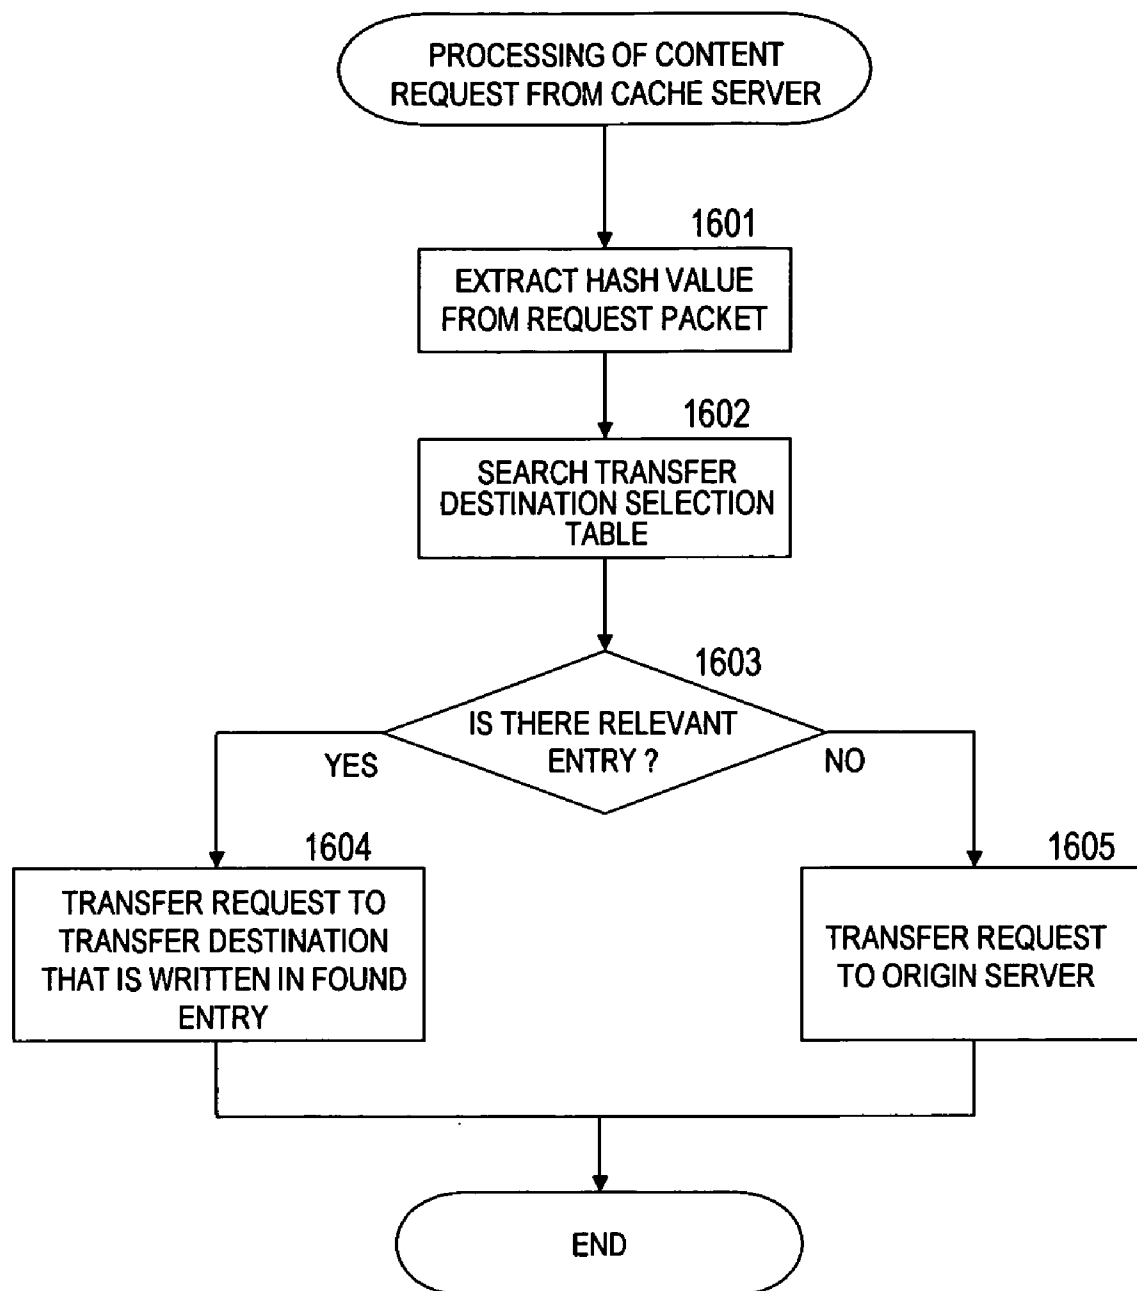 PROCESSING OF CONTENT
REQUEST FROM CACHE SERVER
1601
EXTRACT HASH VALUE
FROM REQUEST PACKET
1602
SEARCH TRANSFER
DESTINATION SELECTION
TABLE
1603
IS THERE RELEVANT
ENTRY ?
YES
NO
1604
TRANSFER REQUEST TO
TRANSFER DESTINATION
THAT IS WRITTEN IN FOUND
ENTRY
1605
TRANSFER REQUEST
TO ORIGIN SERVER
END